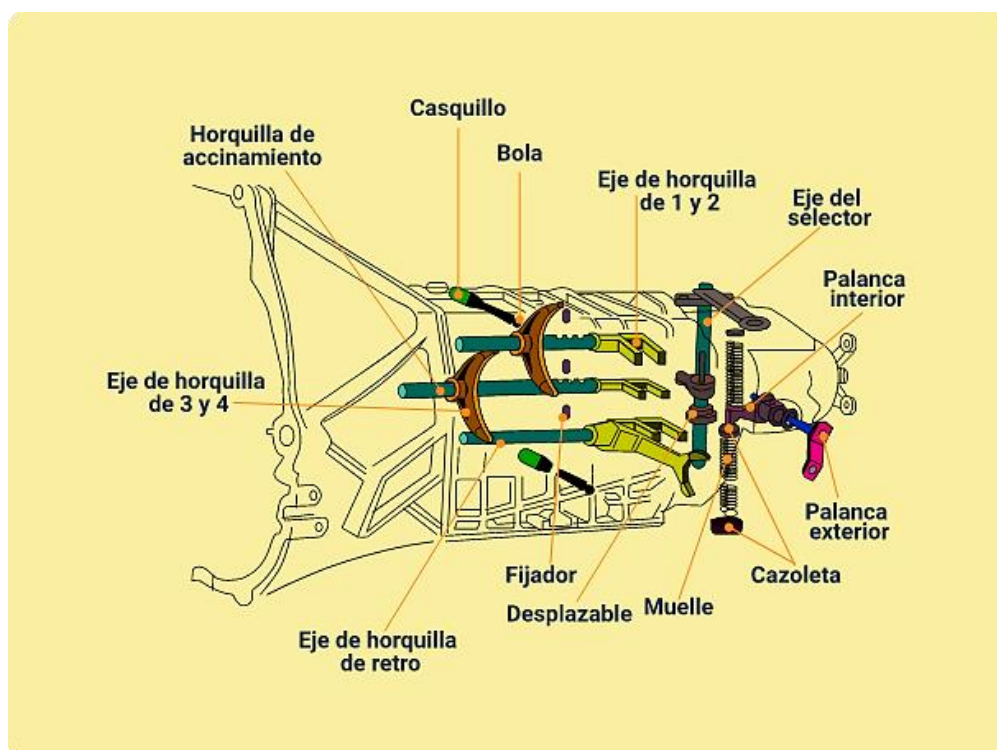 Casquillo
Horquilla de
accinamiento
Bola
Eje de horquilla
de 1 y 2
Eje del
selector
Palanca
interior
Eje de horquilla
de 3 y 4
Palanca
exterior
Fijador
Cazoleta
Desplazable
Muelle
Eje de horquilla
de retro